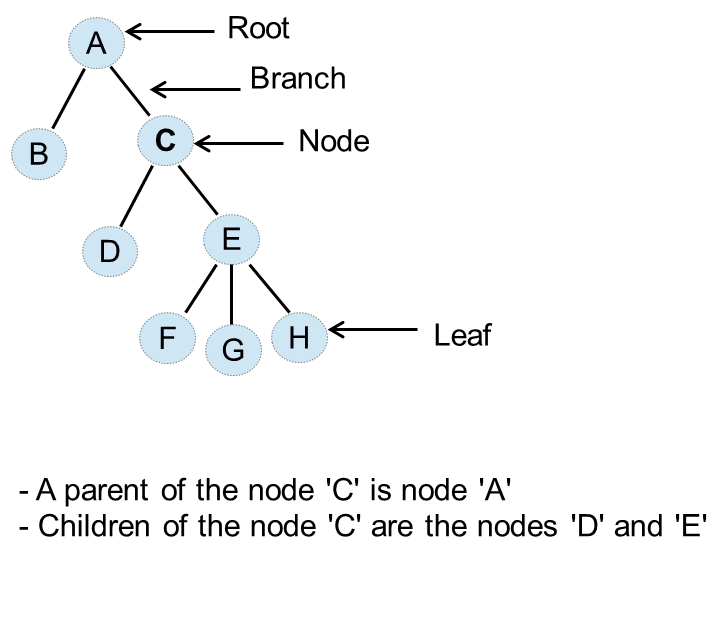 A
Root
Branch
B
C
Node
D
E
F
G
H
Leaf
- A parent of the node 'C' is node 'A'
- Children of the node 'C' are the nodes 'D' and 'E'